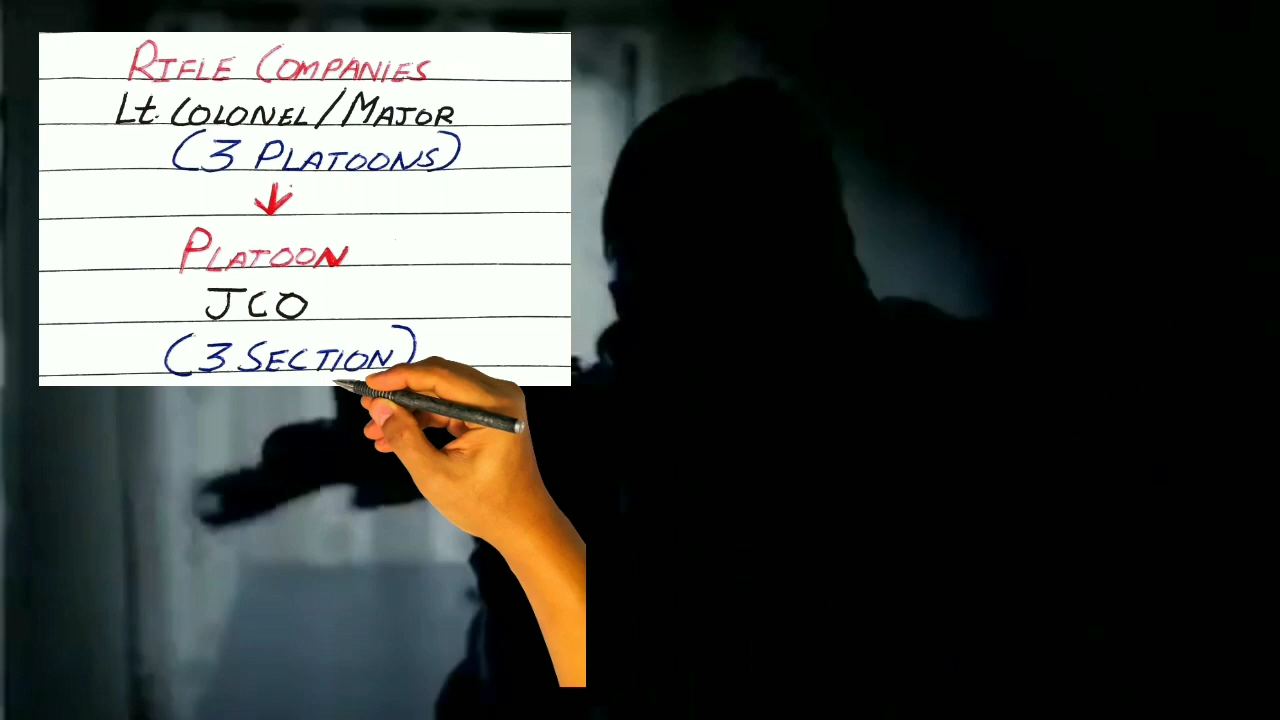 RIFLE COMPANIES
Lt. COLONEL/MAJOR
(3 PLATOONS)
PLATOON
JCO
(3 SECTION)